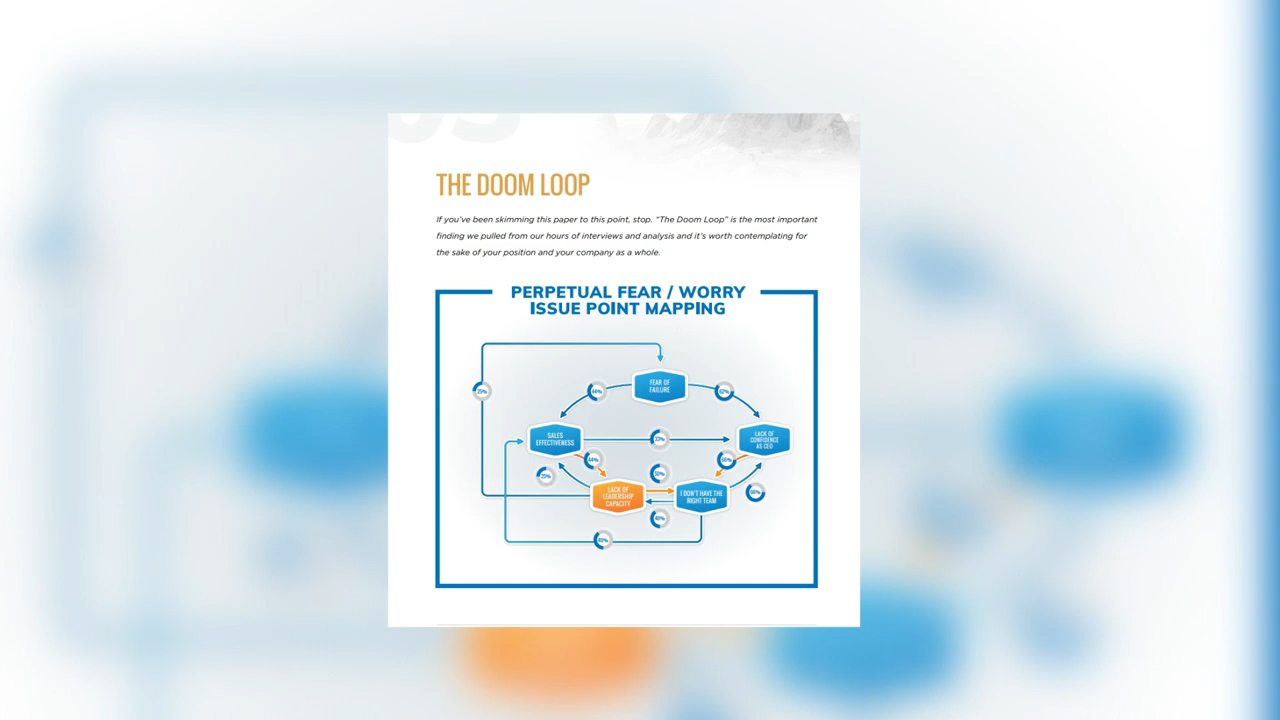 THE DOOM LOOP
If you've been skimming this paper to this point, stop. "The Doom Loop" is the most important
finding we pulled from our hours of interviews and analysis and it's worth contemplating for
the sake of your position and your company as a whole.
PERPETUAL FEAR / WORRY
ISSUE POINT MAPPING
FEAR OF
FAILURE
44%
SALES
EFFECTIVENESS
LACK OF
CONFIDENCE
AS CEO
44%
25%
LACK OF
LEADERSHIP
CAPACITY
I DON'T HAVE THE
RIGHT TEAM